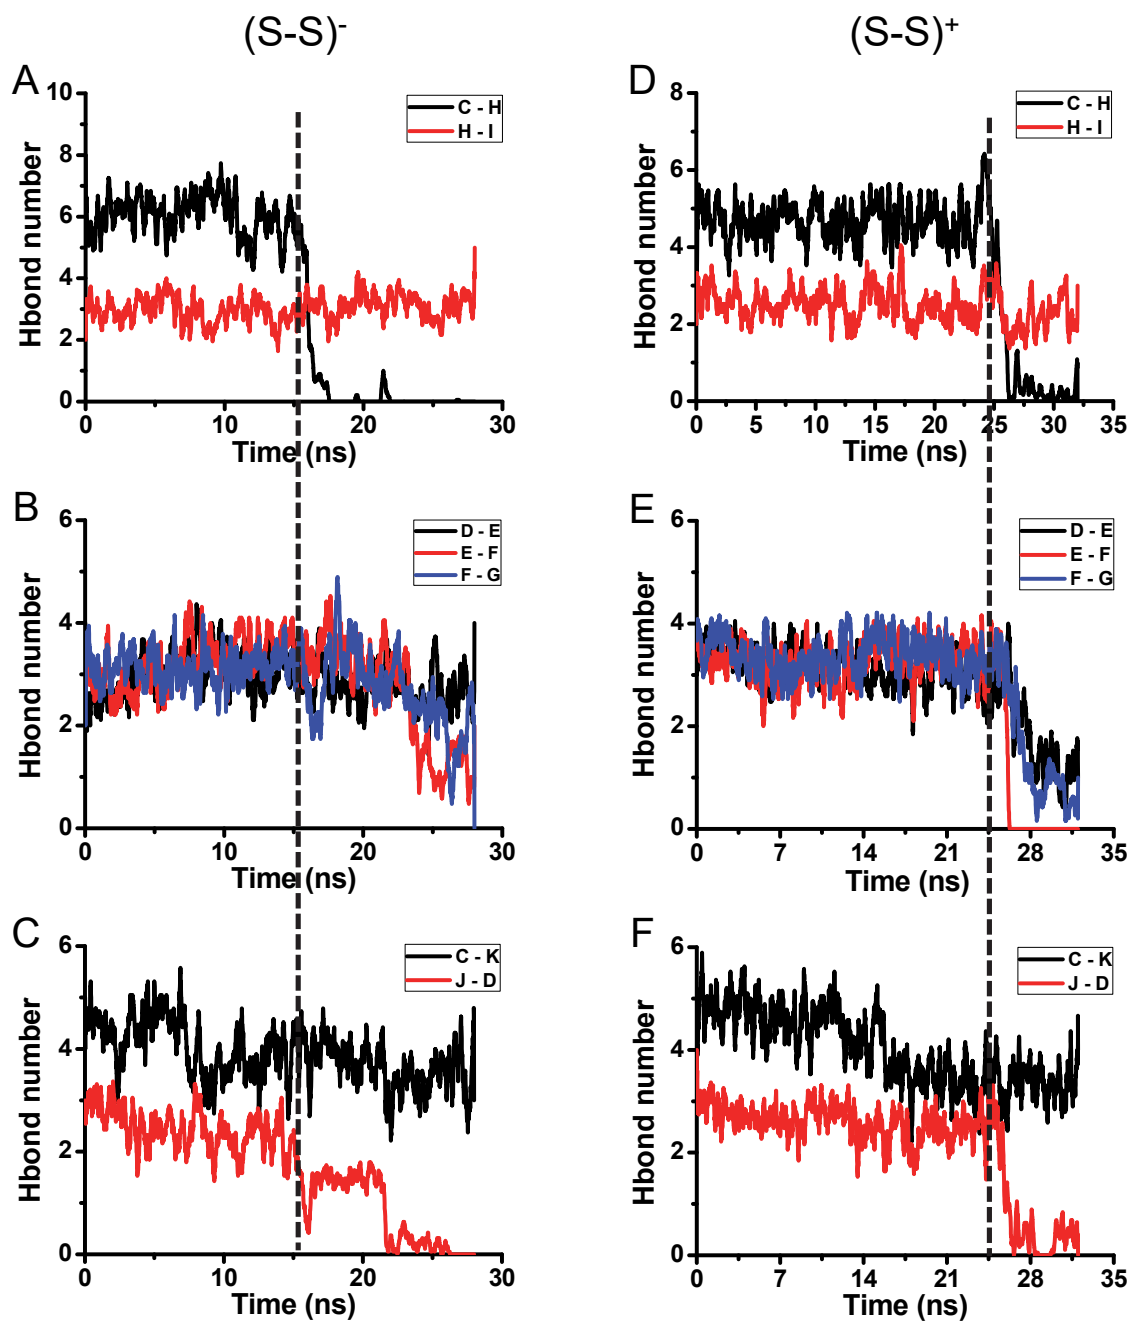 (S-S)⁻
(S-S)⁺
A
10
8
6
4
2
0
Hbond number
C - H
H - I
0 10 20 30
Time (ns)
D
8
6
4
2
0
Hbond number
C - H
H - I
0 5 10 15 20 25 30 35
Time (ns)
B
6
4
2
0
Hbond number
D - E
E - F
F - G
0 10 20 30
Time (ns)
E
6
4
2
0
Hbond number
D - E
E - F
F - G
0 7 14 21 28 35
Time (ns)
C
6
4
2
0
Hbond number
C - K
J - D
0 10 20 30
Time (ns)
F
6
4
2
0
Hbond number
C - K
J - D
0 7 14 21 28 35
Time (ns)